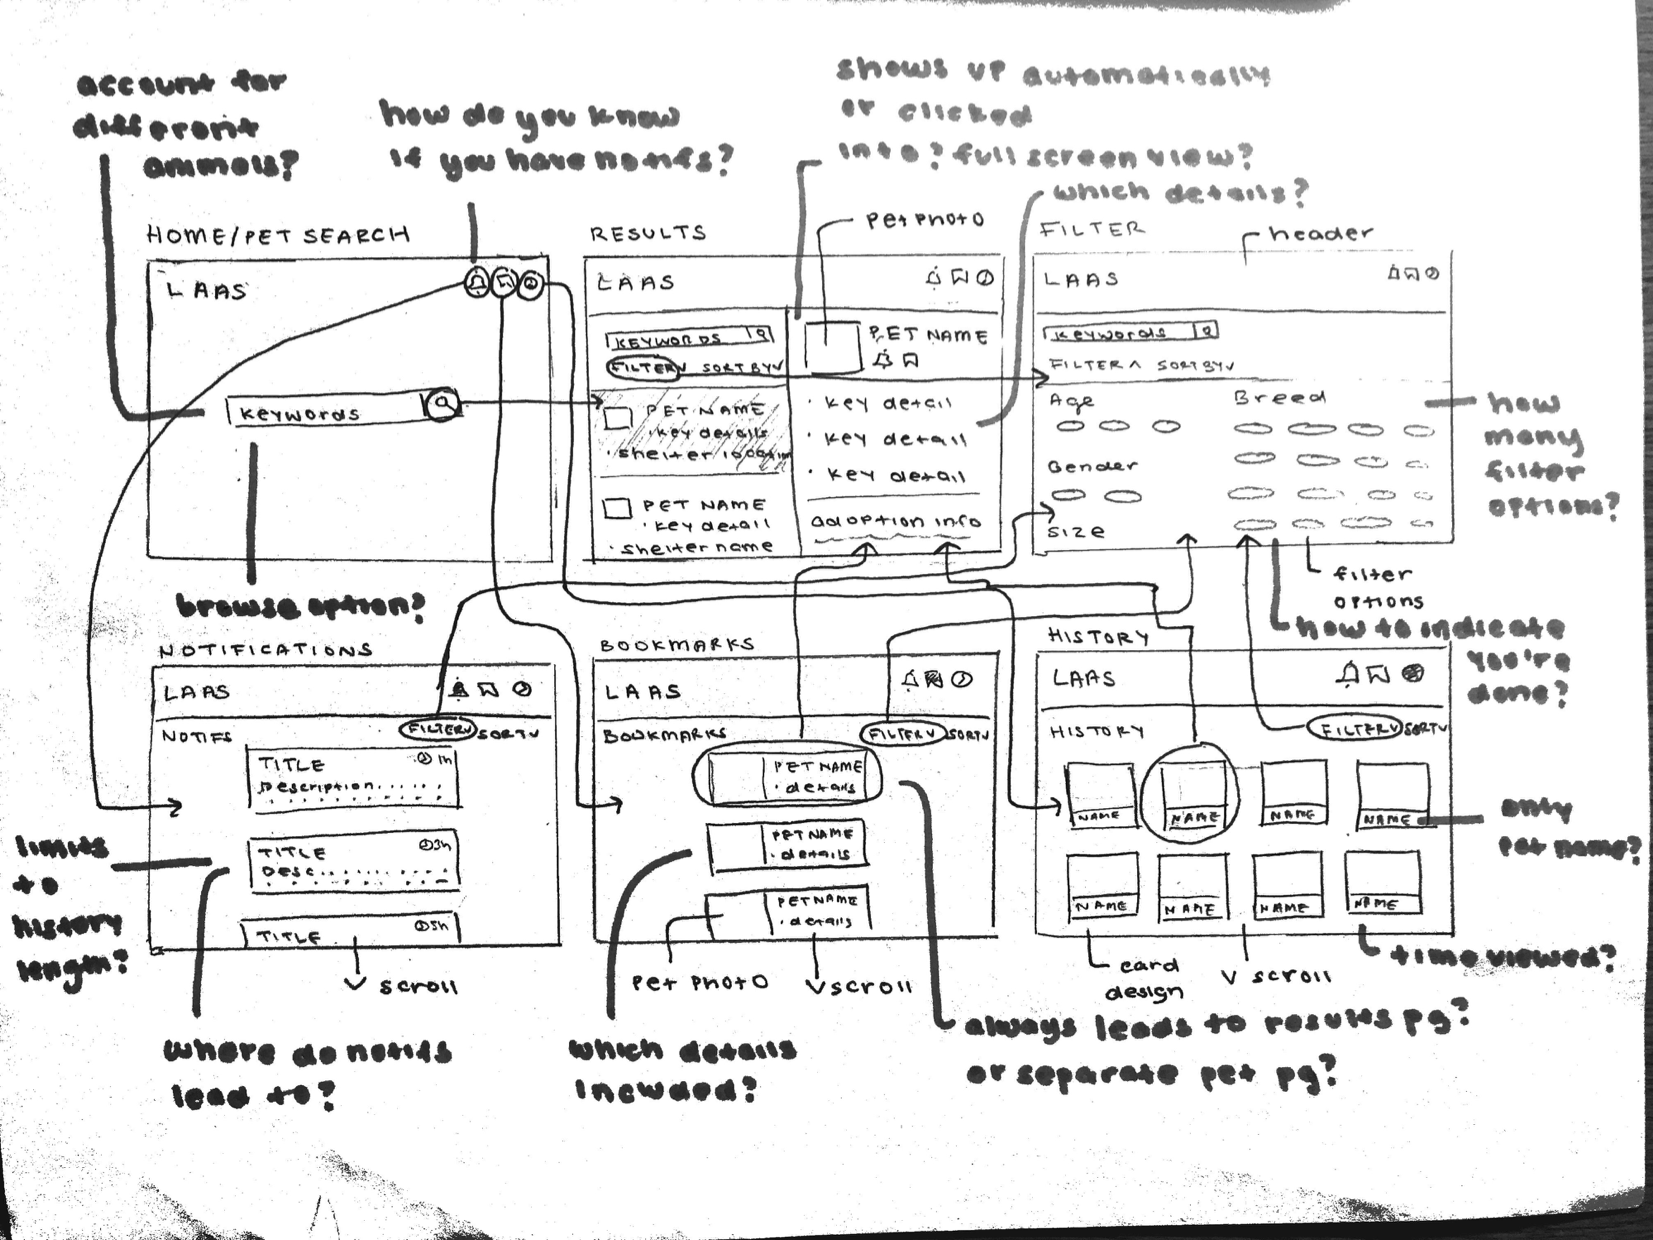 account for
different
animals?
how do you know
if you have notifs?
shows up automatically
or clicked
into? full screen view?
which details?
pet photo
header
HOME/PET SEARCH
LAAS
keywords
browse option?
RESULTS
LAAS
KEYWORDS
FILTER V SORT BY V
PET NAME
· key details
· shelter location
PET NAME
· key detail
· shelter name
PET NAME
· key detail
· key detail
· key detail
adoption info
FILTER
LAAS
keywords
FILTER ^ SORT BY V
Age
Breed
Gender
size
how
many
filter
options?
filter
options
how to indicate
you're
done?
NOTIFICATIONS
LAAS
FILTER V SORT V
NOTIFS
TITLE
1h
Description
TITLE
3h
Desc...
TITLE
5h
V scroll
limits
to
history
length?
where do notifs
lead to?
BOOKMARKS
LAAS
BOOKMARKS
FILTER V SORT V
PET NAME
· details
PET NAME
· details
PET NAME
· details
pet photo
V scroll
which details
included?
always leads to results pg?
or separate pet pg?
HISTORY
LAAS
HISTORY
FILTER V SORT V
NAME
NAME
NAME
NAME
NAME
NAME
NAME
NAME
only
pet name?
time viewed?
card
design
V scroll